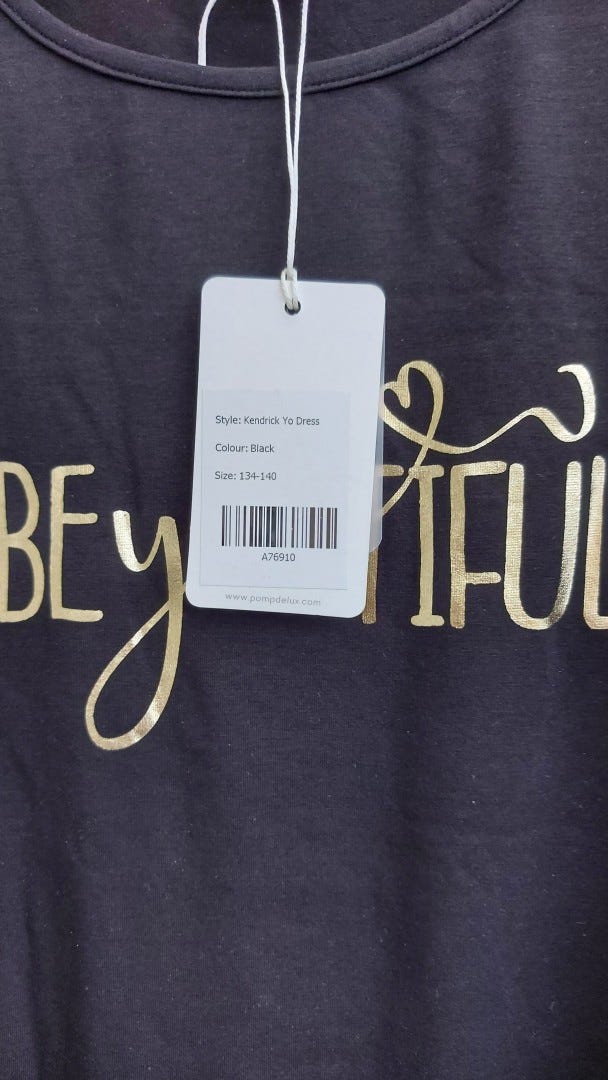 Style: Kendrick Yo Dress
Colour: Black
Size: 134-140
A76910
www.pompdelux.com
BEy TIFUL